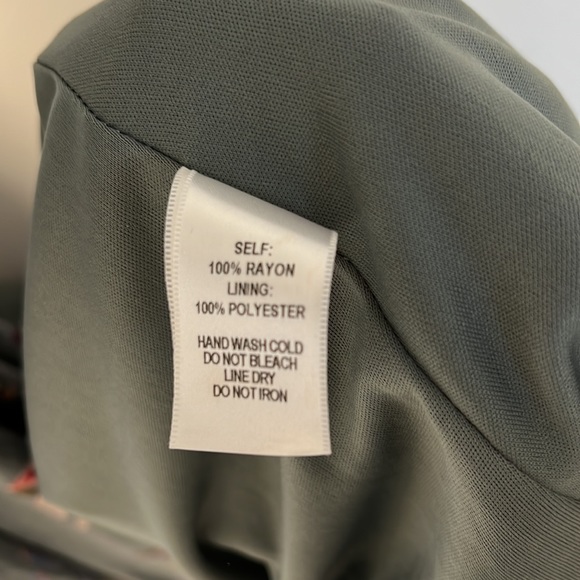 SELF:
100% RAYON
LINING:
100% POLYESTER
HAND WASH COLD
DO NOT BLEACH
LINE DRY
DO NOT IRON